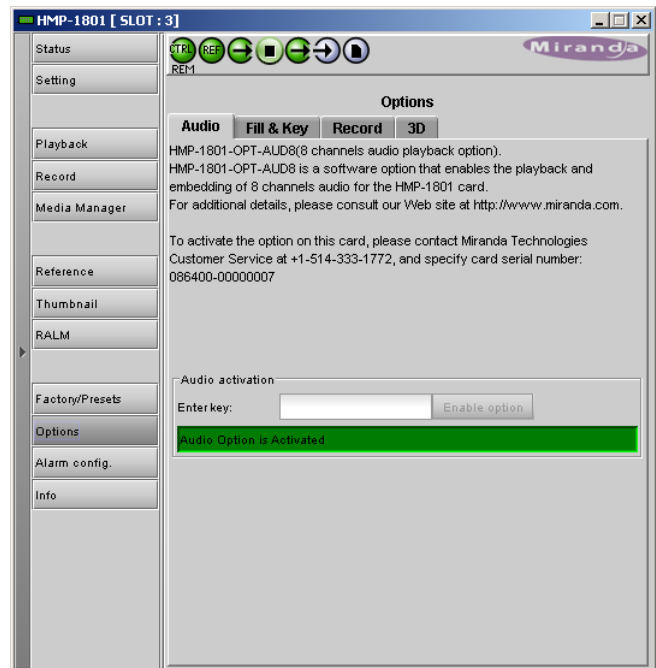 HMP-1801 [ SLOT : 3]
Status
Setting
Playback
Record
Media Manager
Reference
Thumbnail
RALM
Factory/Presets
Options
Alarm config.
Info
CTRL
REF
REM
Miranda
Options
Audio
Fill & Key
Record
3D
HMP-1801-OPT-AUD8(8 channels audio playback option).
HMP-1801-OPT-AUD8 is a software option that enables the playback and
embedding of 8 channels audio for the HMP-1801 card.
For additional details, please consult our Web site at http://www.miranda.com.
To activate the option on this card, please contact Miranda Technologies
Customer Service at +1-514-333-1772, and specify card serial number:
086400-00000007
Audio activation
Enter key:
Enable option
Audio Option is Activated